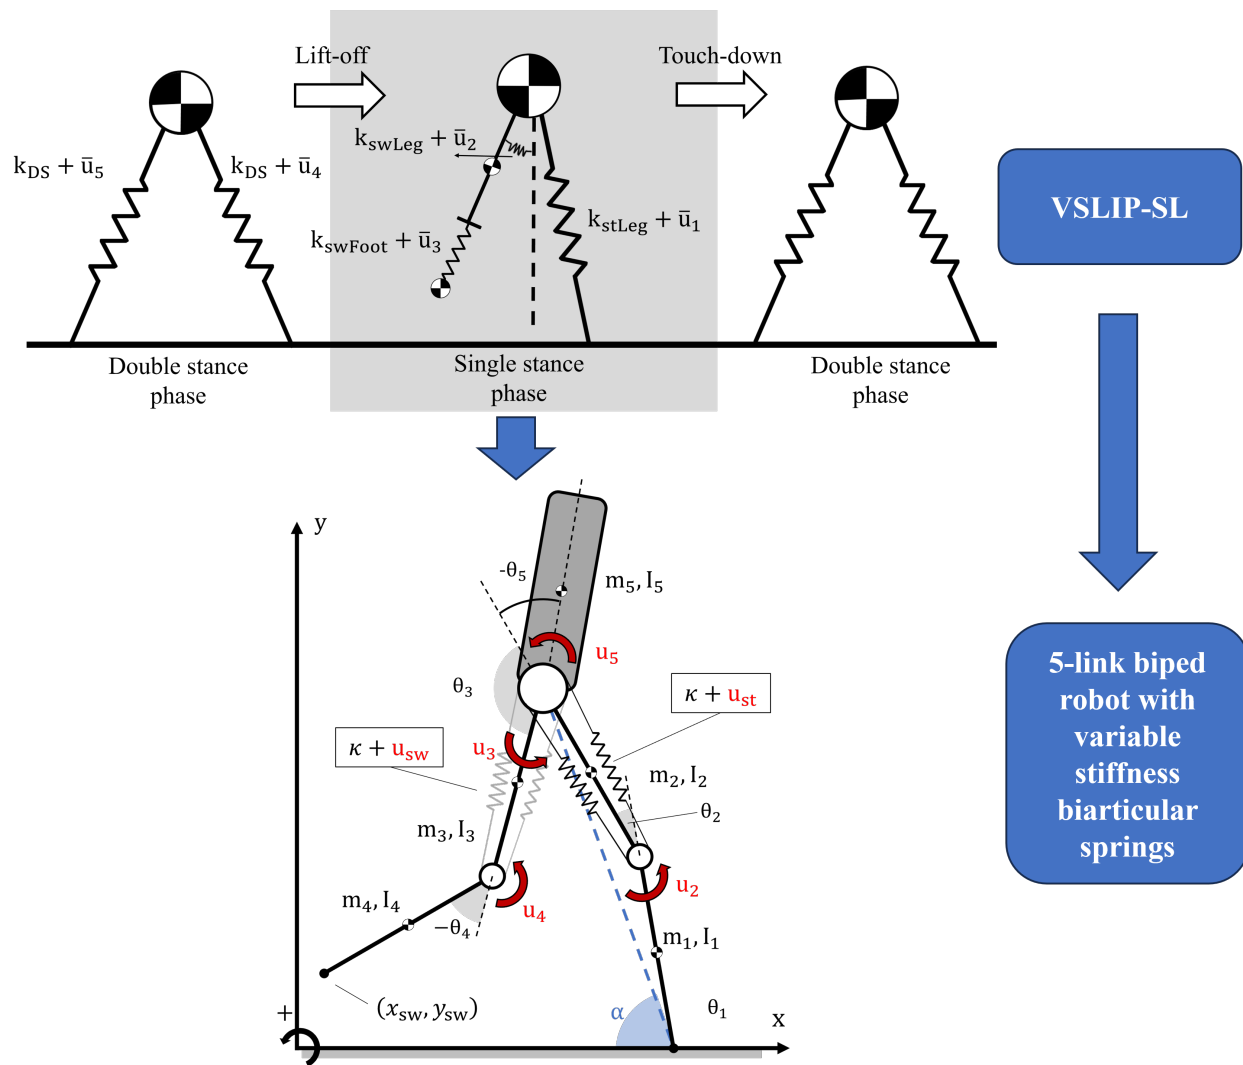 Lift-off
Touch-down
k_DS + ū_5
k_DS + ū_4
k_swLeg + ū_2
k_swFoot + ū_3
k_stLeg + ū_1
VSLIP-SL
Double stance
phase
Single stance
phase
Double stance
phase
y
-θ_5
m_5, I_5
u_5
θ_3
κ + u_st
κ + u_sw
u_3
m_2, I_2
θ_2
m_3, I_3
u_2
u_4
m_4, I_4
−θ_4
m_1, I_1
(x_sw, y_sw)
α
θ_1
x
+
5-link biped
robot with
variable
stiffness
biarticular
springs